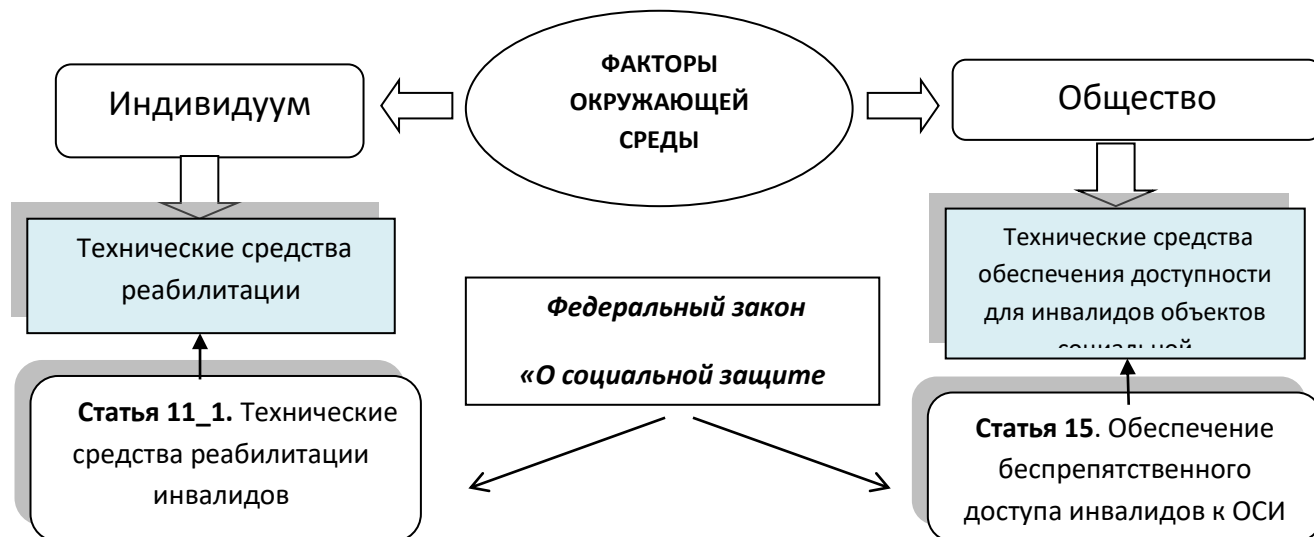 ФАКТОРЫ
ОКРУЖАЮЩЕЙ
СРЕДЫ
Индивидуум
Общество
Технические средства
реабилитации
Технические средства
обеспечения доступности
для инвалидов объектов
социальной
Федеральный закон
«О социальной защите
Статья 11_1. Технические
средства реабилитации
инвалидов
Статья 15. Обеспечение
беспрепятственного
доступа инвалидов к ОСИ